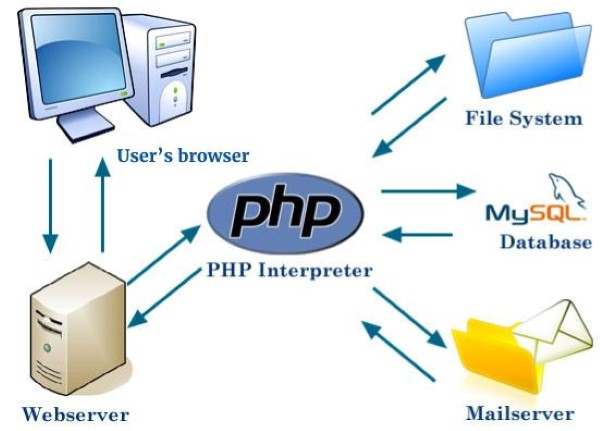 File System
User's browser
php
MySQL
Database
PHP Interpreter
Webserver
Mailserver